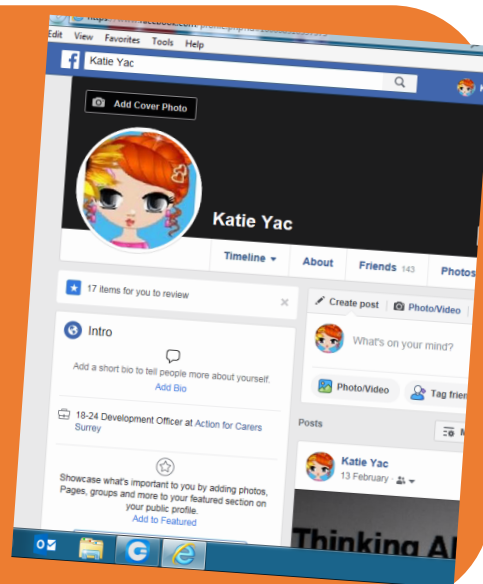 Edit View Favorites Tools Help
f Katie Yac
Add Cover Photo
Katie Yac
Timeline About Friends 143 Photos
17 items for you to review
Intro
Add a short bio to tell people more about yourself.
Add Bio
18-24 Development Officer at Action for Carers
Surrey
Showcase what's important to you by adding photos,
Pages, groups and more to your featured section on
your public profile.
Add to Featured
Create post Photo/Video
What's on your mind?
Photo/Video Tag frien
Posts
Katie Yac
13 February
Thinking A